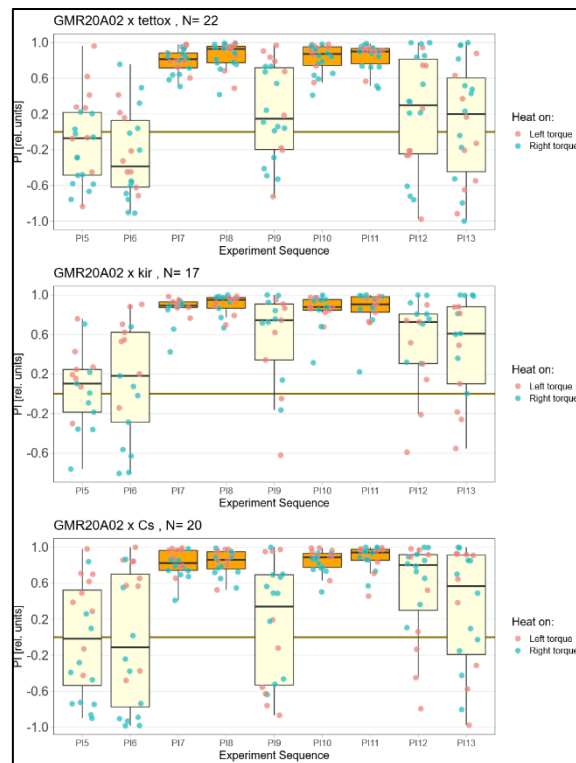 GMR20A02 x tettox , N= 22
PI [rel. units]
1.0
0.6
0.2
-0.2
-0.6
-1.0
PI5 PI6 PI7 PI8 PI9 PI10 PI11 PI12 PI13
Experiment Sequence
Heat on:
Left torque
Right torque
GMR20A02 x kir , N= 17
PI [rel. units]
1.0
0.6
0.2
-0.2
-0.6
PI5 PI6 PI7 PI8 PI9 PI10 PI11 PI12 PI13
Experiment Sequence
Heat on:
Left torque
Right torque
GMR20A02 x Cs , N= 20
PI [rel. units]
1.0
0.6
0.2
-0.2
-0.6
-1.0
PI5 PI6 PI7 PI8 PI9 PI10 PI11 PI12 PI13
Experiment Sequence
Heat on:
Left torque
Right torque